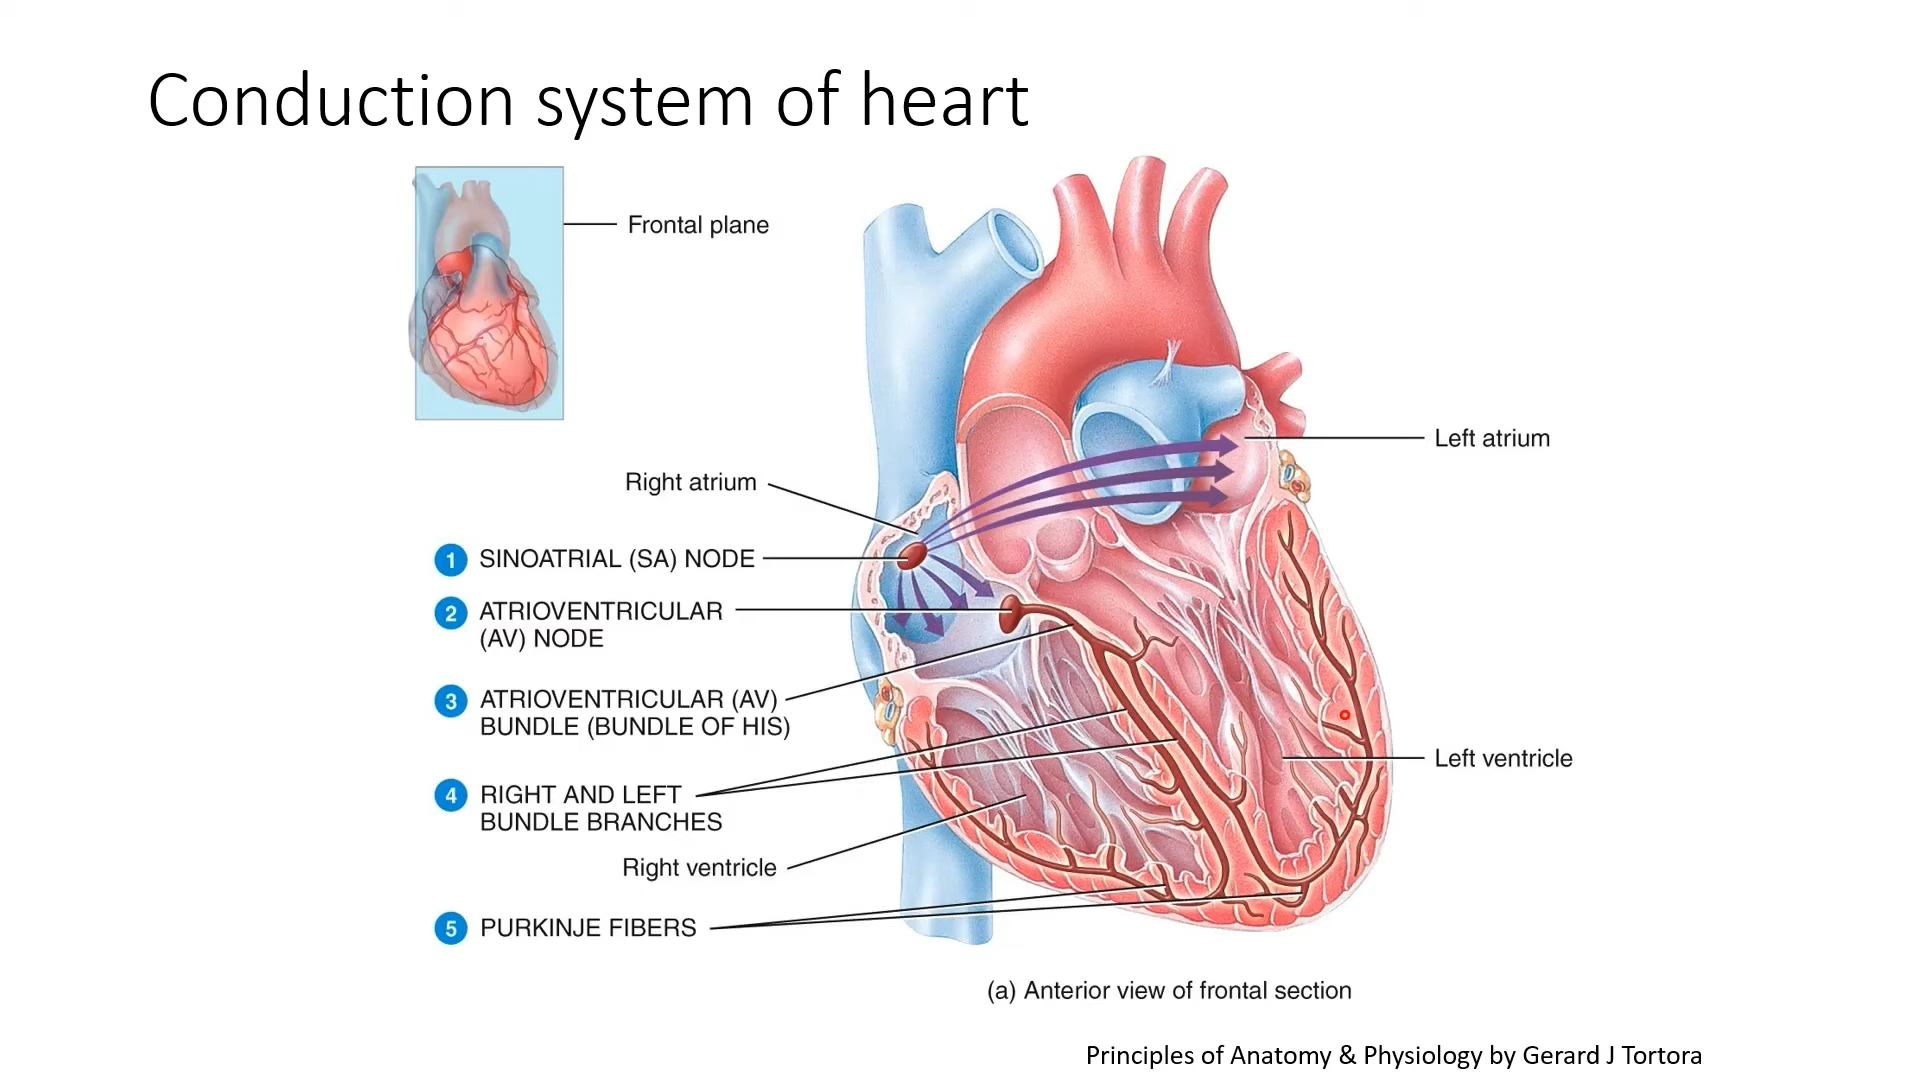 Conduction system of heart
Frontal plane
Left atrium
Right atrium
1 SINOATRIAL (SA) NODE
2 ATRIOVENTRICULAR
(AV) NODE
3 ATRIOVENTRICULAR (AV)
BUNDLE (BUNDLE OF HIS)
Left ventricle
4 RIGHT AND LEFT
BUNDLE BRANCHES
Right ventricle
5 PURKINJE FIBERS
(a) Anterior view of frontal section
Principles of Anatomy & Physiology by Gerard J Tortora